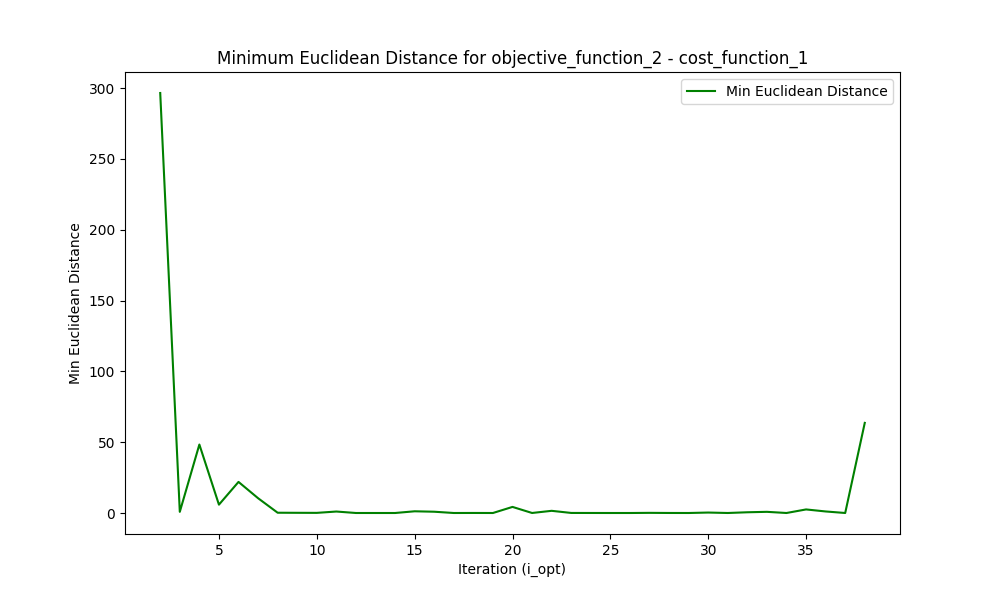 Minimum Euclidean Distance for objective_function_2 - cost_function_1
Min Euclidean Distance
300
250
200
150
100
50
0
Min Euclidean Distance
5 10 15 20 25 30 35
Iteration (i_opt)